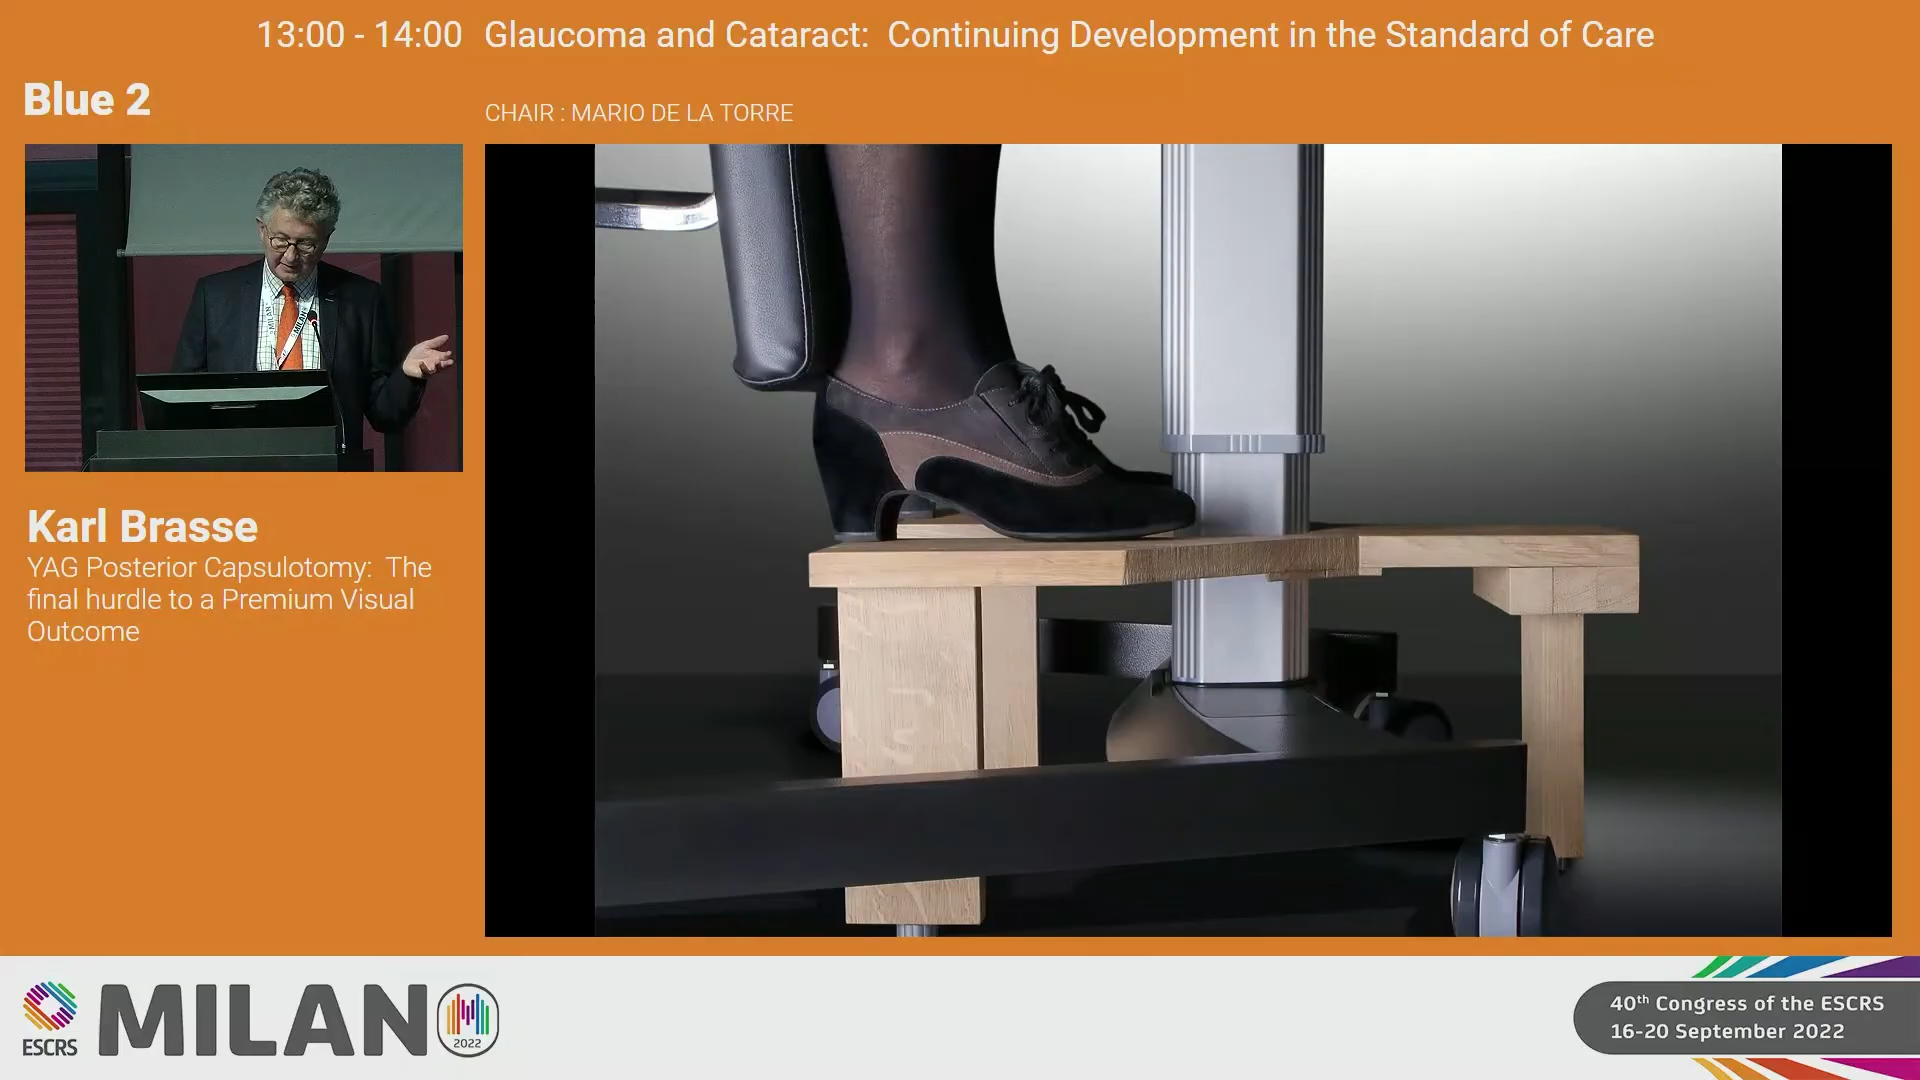 13:00 - 14:00 Glaucoma and Cataract: Continuing Development in the Standard of Care
Blue 2
CHAIR : MARIO DE LA TORRE
MILAN
MILAN
Karl Brasse
YAG Posterior Capsulotomy: The
final hurdle to a Premium Visual
Outcome
ESCRS
MILANO
2022
40th Congress of the ESCRS
16-20 September 2022